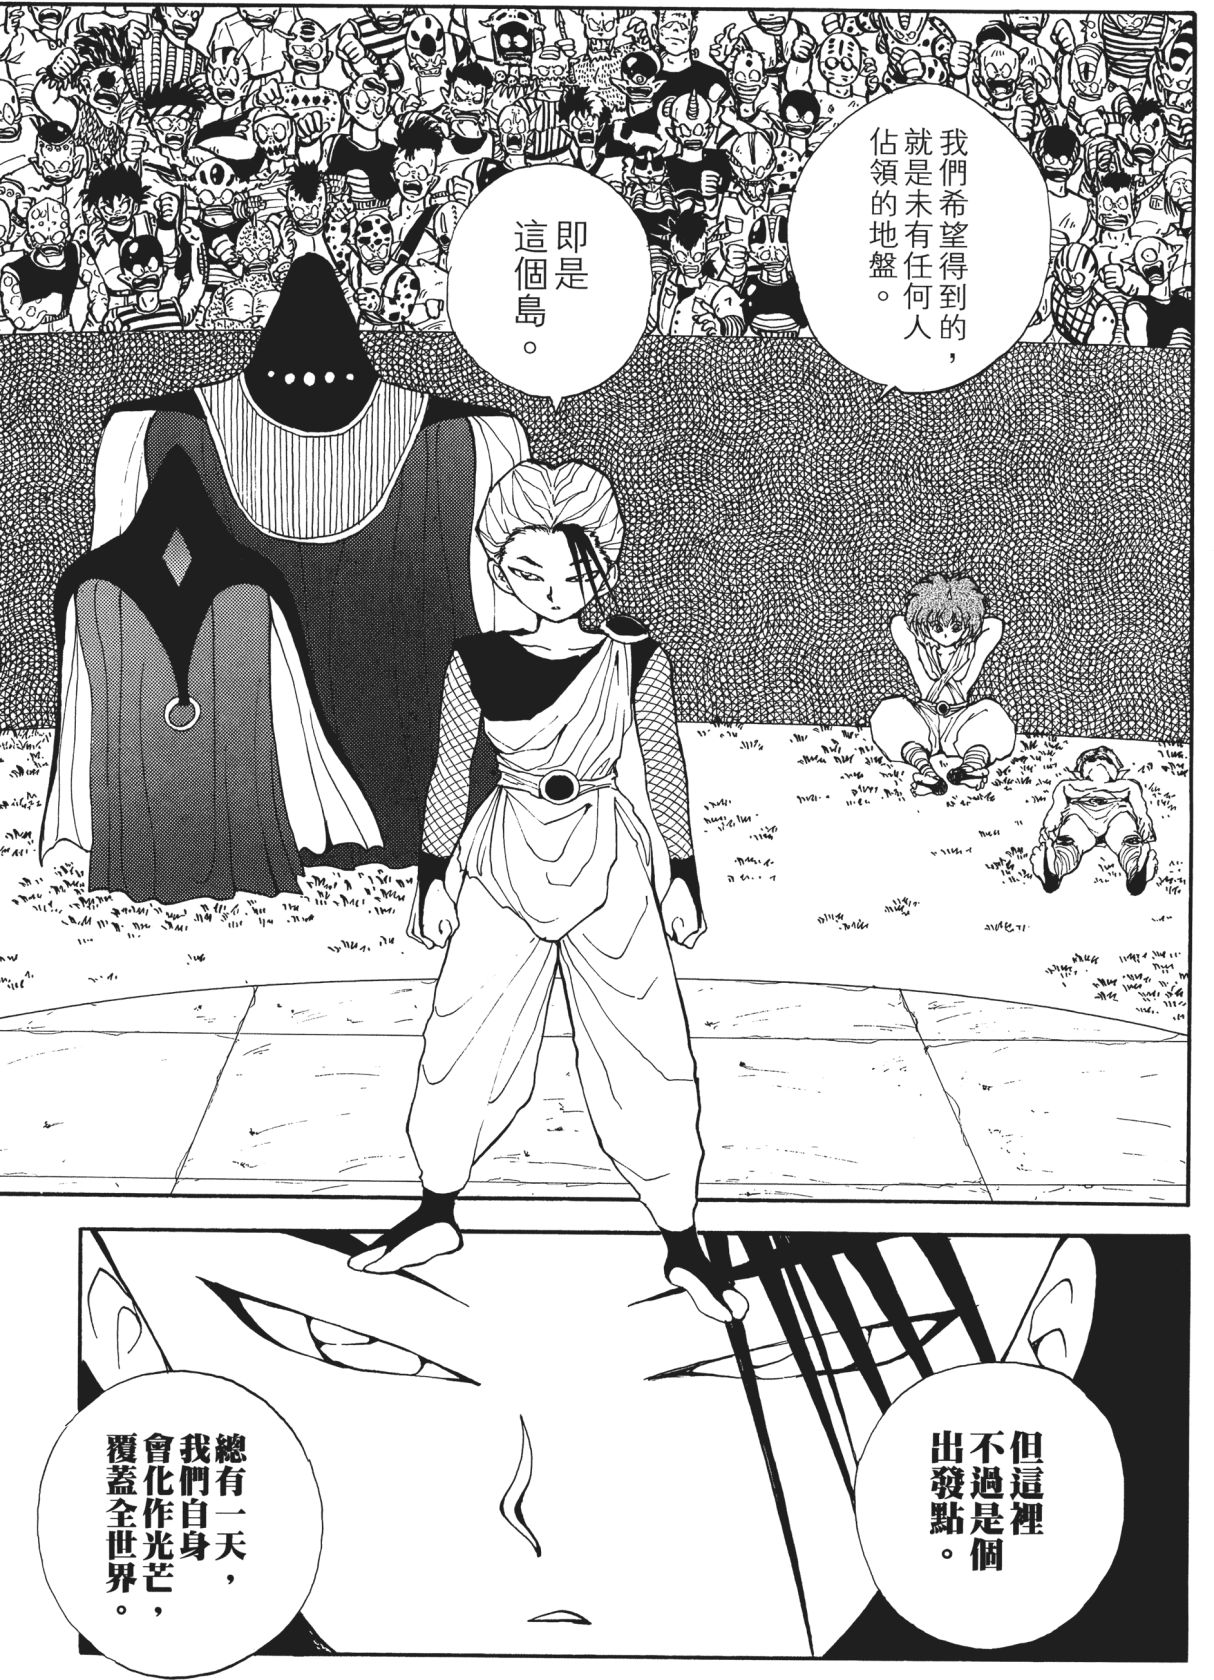 我們希望得到的，
就是未有任何人
佔領的地盤。
即是
這個島。
但這裡
不過是個
出發點。
總有一天，
我們自身
會化作光芒，
覆蓋全世界。